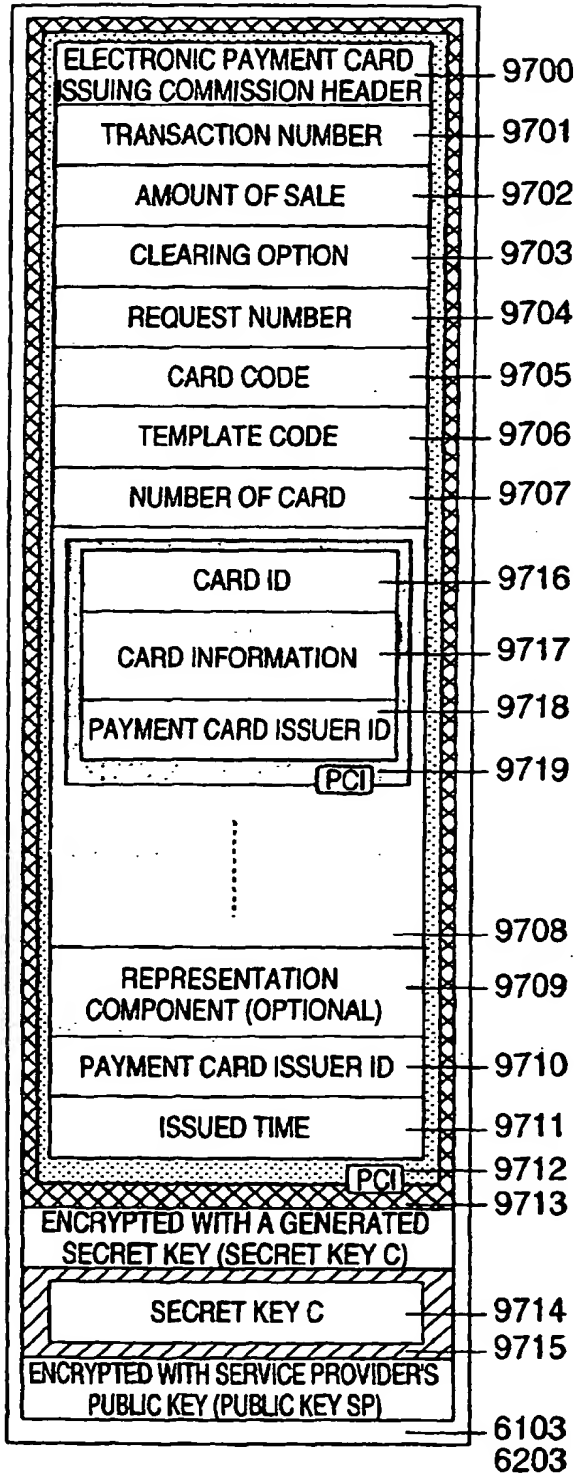 ELECTRONIC PAYMENT CARD
ISSUING COMMISSION HEADER
9700
TRANSACTION NUMBER
9701
AMOUNT OF SALE
9702
CLEARING OPTION
9703
REQUEST NUMBER
9704
CARD CODE
9705
TEMPLATE CODE
9706
NUMBER OF CARD
9707
CARD ID
9716
CARD INFORMATION
9717
PAYMENT CARD ISSUER ID
9718
PCI
9719
9708
REPRESENTATION
COMPONENT (OPTIONAL)
9709
PAYMENT CARD ISSUER ID
9710
ISSUED TIME
9711
PCI
9712
9713
ENCRYPTED WITH A GENERATED
SECRET KEY (SECRET KEY C)
SECRET KEY C
9714
9715
ENCRYPTED WITH SERVICE PROVIDER'S
PUBLIC KEY (PUBLIC KEY SP)
6103
6203